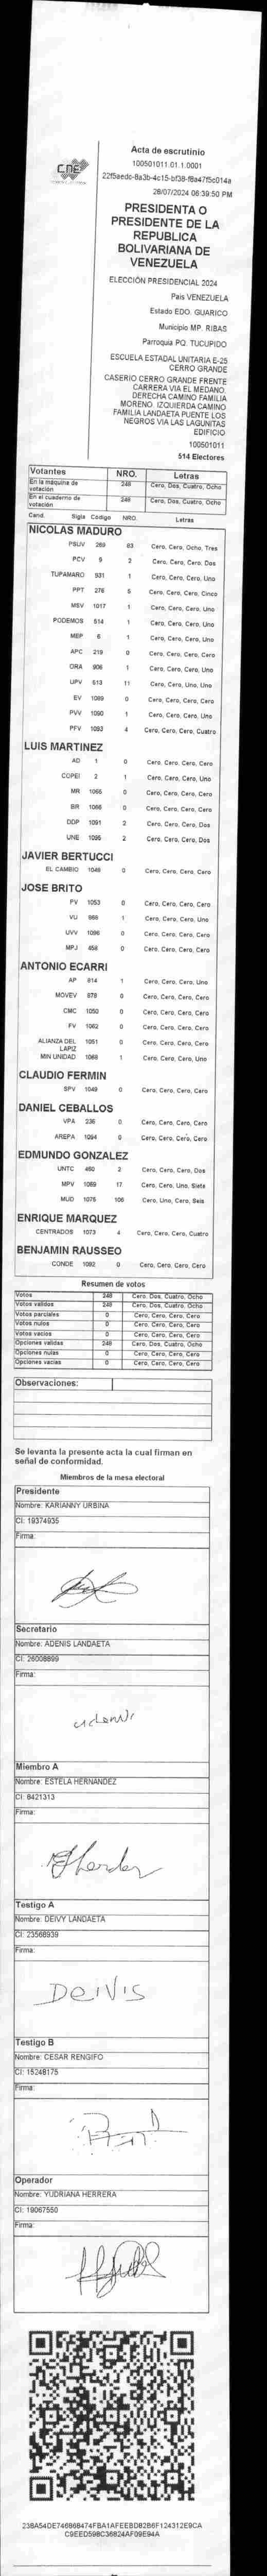 CNE
Acta de escrutinio
100501011.01.1.0001
22f5aedc-8a3b-4c15-bf38-f8a47f5c014a
28/07/2024 06:39:50 PM
PRESIDENTA O
PRESIDENTE DE LA
REPUBLICA
BOLIVARIANA DE
VENEZUELA
ELECCIÓN PRESIDENCIAL 2024
Pais VENEZUELA
Estado EDO. GUARICO
Municipio MP. RIBAS
Parroquia PQ. TUCUPIDO
ESCUELA ESTADAL UNITARIA E-25
CERRO GRANDE
CASERIO CERRO GRANDE FRENTE
CARRERA VIA EL MEDANO.
DERECHA CAMINO FAMILIA
MORENO. IZQUIERDA CAMINO
FAMILIA LANDAETA PUENTE LOS
NEGROS VIA LAS LAGUNITAS
EDIFICIO
100501011
514 Electores
Votantes NRO. Letras
En la máquina de votación 248 Cero, Dos, Cuatro, Ocho
En el cuaderno de votación 248 Cero, Dos, Cuatro, Ocho
Cand. Sigla Código NRO. Letras
NICOLAS MADURO
PSUV 269 83 Cero, Cero, Ocho, Tres
PCV 9 2 Cero, Cero, Cero, Dos
TUPAMARO 931 1 Cero, Cero, Cero, Uno
PPT 276 5 Cero, Cero, Cero, Cinco
MSV 1017 1 Cero, Cero, Cero, Uno
PODEMOS 514 1 Cero, Cero, Cero, Uno
MEP 6 1 Cero, Cero, Cero, Uno
APC 219 0 Cero, Cero, Cero, Cero
ORA 906 1 Cero, Cero, Cero, Uno
UPV 513 11 Cero, Cero, Uno, Uno
EV 1089 0 Cero, Cero, Cero, Cero
PVV 1090 1 Cero, Cero, Cero, Uno
PFV 1093 4 Cero, Cero, Cero, Cuatro
LUIS MARTINEZ
AD 1 0 Cero, Cero, Cero, Cero
COPEI 2 1 Cero, Cero, Cero, Uno
MR 1065 0 Cero, Cero, Cero, Cero
BR 1066 0 Cero, Cero, Cero, Cero
DDP 1091 2 Cero, Cero, Cero, Dos
UNE 1095 2 Cero, Cero, Cero, Dos
JAVIER BERTUCCI
EL CAMBIO 1048 0 Cero, Cero, Cero, Cero
JOSE BRITO
PV 1053 0 Cero, Cero, Cero, Cero
VU 986 1 Cero, Cero, Cero, Uno
UVV 1096 0 Cero, Cero, Cero, Cero
MPJ 458 0 Cero, Cero, Cero, Cero
ANTONIO ECARRI
AP 814 1 Cero, Cero, Cero, Uno
MOVEV 878 0 Cero, Cero, Cero, Cero
CMC 1050 0 Cero, Cero, Cero, Cero
FV 1062 0 Cero, Cero, Cero, Cero
ALIANZA DEL LAPIZ 1051 0 Cero, Cero, Cero, Cero
MIN UNIDAD 1068 1 Cero, Cero, Cero, Uno
CLAUDIO FERMIN
SPV 1049 0 Cero, Cero, Cero, Cero
DANIEL CEBALLOS
VPA 236 0 Cero, Cero, Cero, Cero
AREPA 1094 0 Cero, Cero, Cero, Cero
EDMUNDO GONZALEZ
UNTC 460 2 Cero, Cero, Cero, Dos
MPV 1069 17 Cero, Cero, Uno, Siete
MUD 1075 106 Cero, Uno, Cero, Seis
ENRIQUE MARQUEZ
CENTRADOS 1073 4 Cero, Cero, Cero, Cuatro
BENJAMIN RAUSSEO
CONDE 1092 0 Cero, Cero, Cero, Cero
Resumen de votos
Votos 248 Cero, Dos, Cuatro, Ocho
Votos validos 248 Cero, Dos, Cuatro, Ocho
Votos parciales 0 Cero, Cero, Cero, Cero
Votos nulos 0 Cero, Cero, Cero, Cero
Votos vacios 0 Cero, Cero, Cero, Cero
Opciones validas 248 Cero, Dos, Cuatro, Ocho
Opciones nulas 0 Cero, Cero, Cero, Cero
Opciones vacias 0 Cero, Cero, Cero, Cero
Observaciones:
Se levanta la presente acta la cual firman en
señal de conformidad.
Miembros de la mesa electoral
Presidente
Nombre: KARIANNY URBINA
CI: 19374935
Firma:
Secretario
Nombre: ADENIS LANDAETA
CI: 26008699
Firma:
Miembro A
Nombre: ESTELA HERNANDEZ
CI: 8421313
Firma:
Testigo A
Nombre: DEIVY LANDAETA
CI: 23568939
Firma:
DeiVis
Testigo B
Nombre: CESAR RENGIFO
CI: 15248175
Firma:
Operador
Nombre: YUDRIANA HERRERA
CI: 19067550
Firma:
238A54DE746868474FBA1AFEEBD82B6F124312E9CA
C9EED598C36824AF09E94A